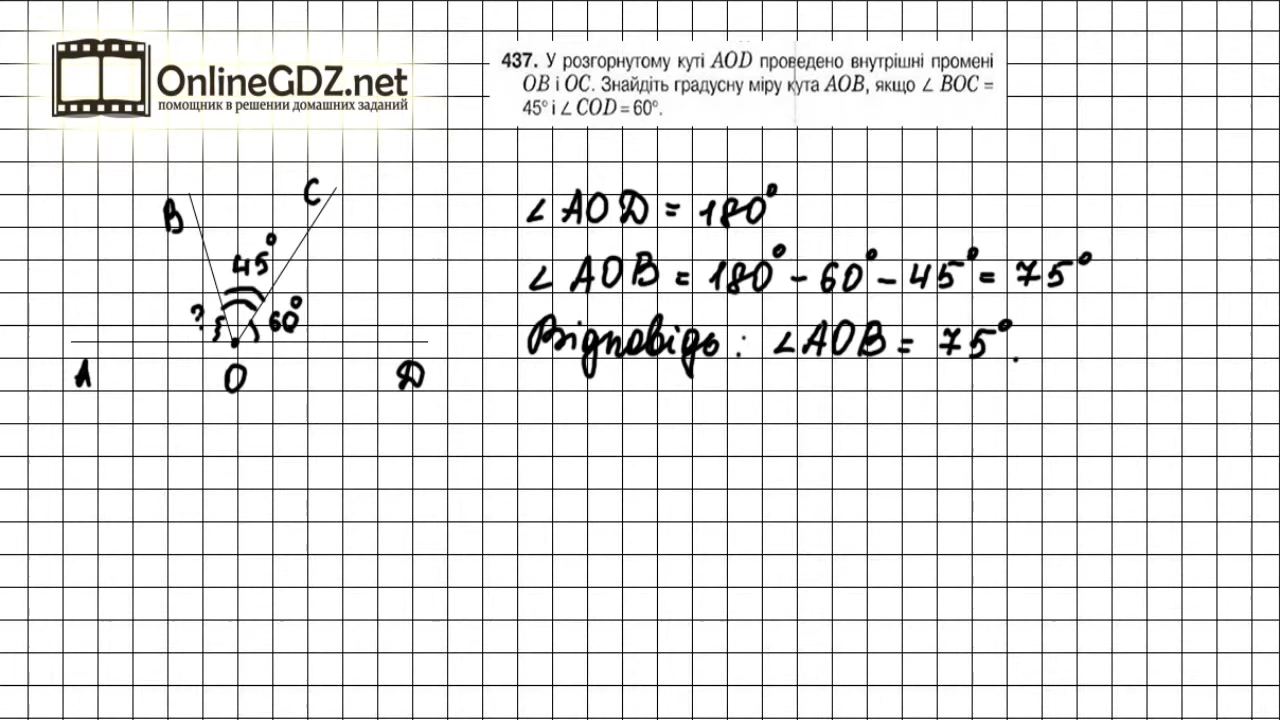 OnlineGDZ.net
помощник в решении домашних заданий
437. У розгорнутому куті AOD проведено внутрішні промені
OB і OC. Знайдіть градусну міру кута AOB, якщо ∠ BOC =
45° і ∠ COD = 60°.
B
C
45°
?
60°
A
O
D
∠ AOD = 180°
∠ AOB = 180° - 60° - 45° = 75°
Відповідь: ∠AOB = 75°.